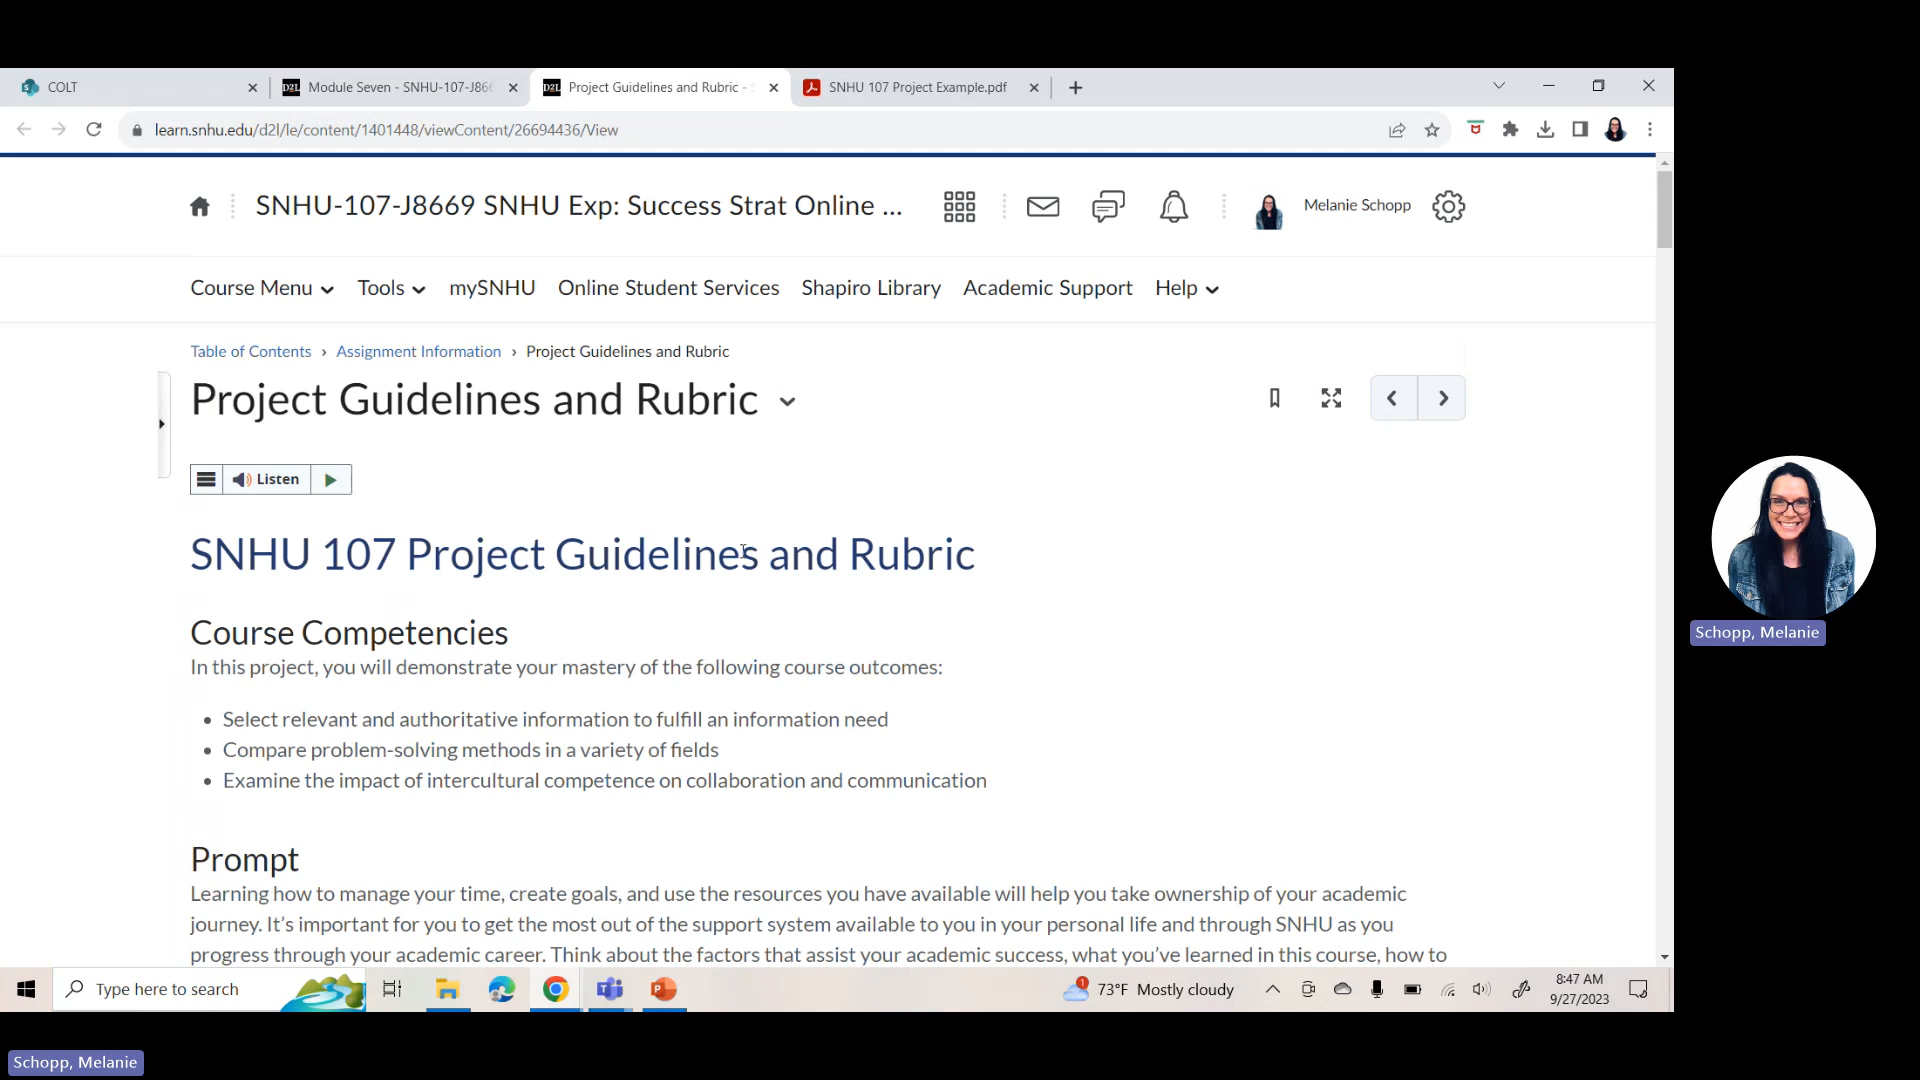 COLT
Module Seven - SNHU-107-J866
Project Guidelines and Rubric -
SNHU 107 Project Example.pdf
learn.snhu.edu/d2l/le/content/1401448/viewContent/26694436/View
SNHU-107-J8669 SNHU Exp: Success Strat Online ...
Melanie Schopp
Course Menu
Tools
mySNHU
Online Student Services
Shapiro Library
Academic Support
Help
Table of Contents › Assignment Information › Project Guidelines and Rubric
Project Guidelines and Rubric
Listen
SNHU 107 Project Guidelines and Rubric
Course Competencies
In this project, you will demonstrate your mastery of the following course outcomes:
• Select relevant and authoritative information to fulfill an information need
• Compare problem-solving methods in a variety of fields
• Examine the impact of intercultural competence on collaboration and communication
Prompt
Learning how to manage your time, create goals, and use the resources you have available will help you take ownership of your academic
journey. It's important for you to get the most out of the support system available to you in your personal life and through SNHU as you
progress through your academic career. Think about the factors that assist your academic success, what you've learned in this course, how to
Type here to search
1
73°F Mostly cloudy
8:47 AM
9/27/2023
Schopp, Melanie
Schopp, Melanie